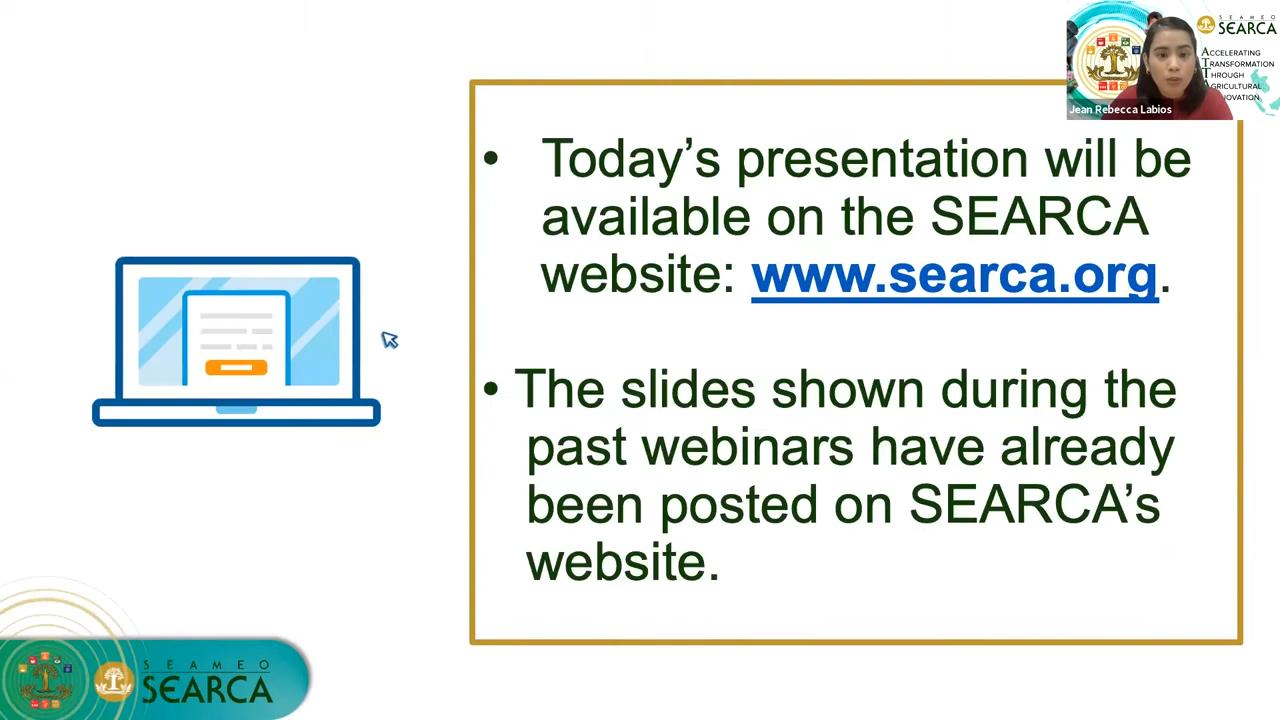 SEAMEO
SEARCA
ACCELERATING
TRANSFORMATION
THROUGH
AGRICULTURAL
Jean Rebecca Labios
• Today’s presentation will be
available on the SEARCA
website: www.searca.org.
• The slides shown during the
past webinars have already
been posted on SEARCA’s
website.
SEAMEO
SEARCA